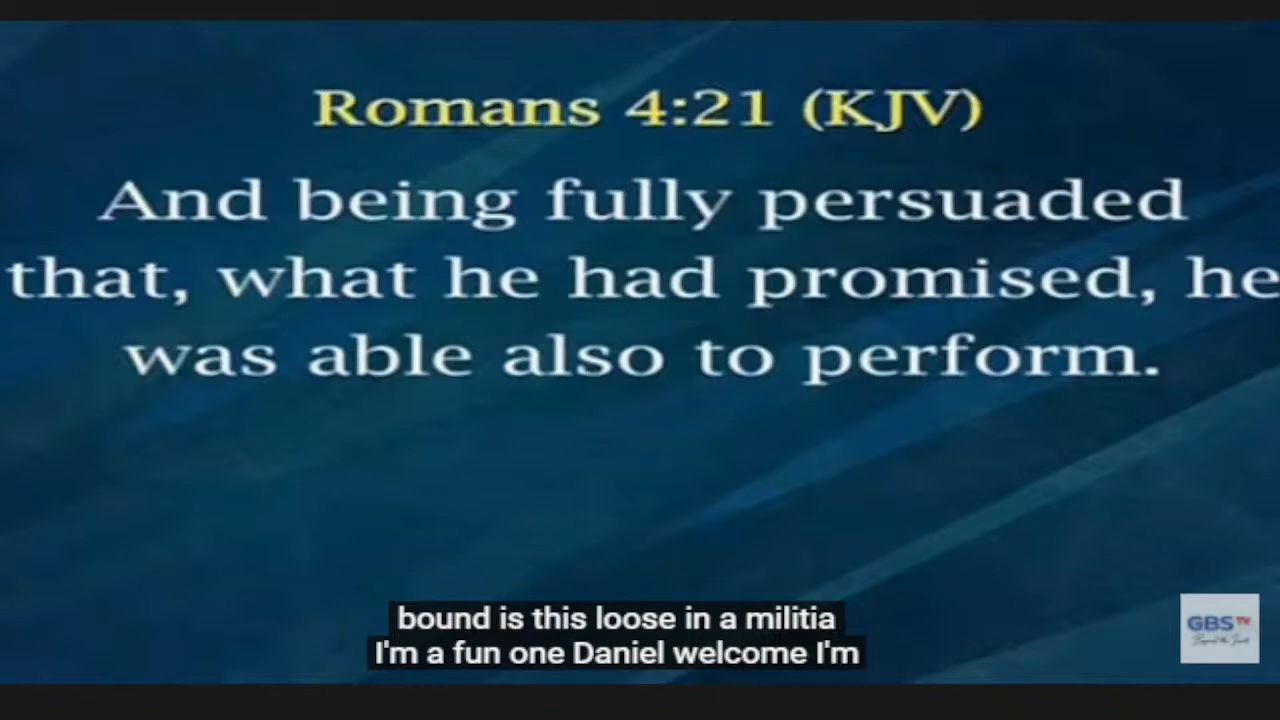 Romans 4:21 (KJV)
And being fully persuaded
that, what he had promised, he
was able also to perform.
bound is this loose in a militia
I'm a fun one Daniel welcome I'm
GBS TV